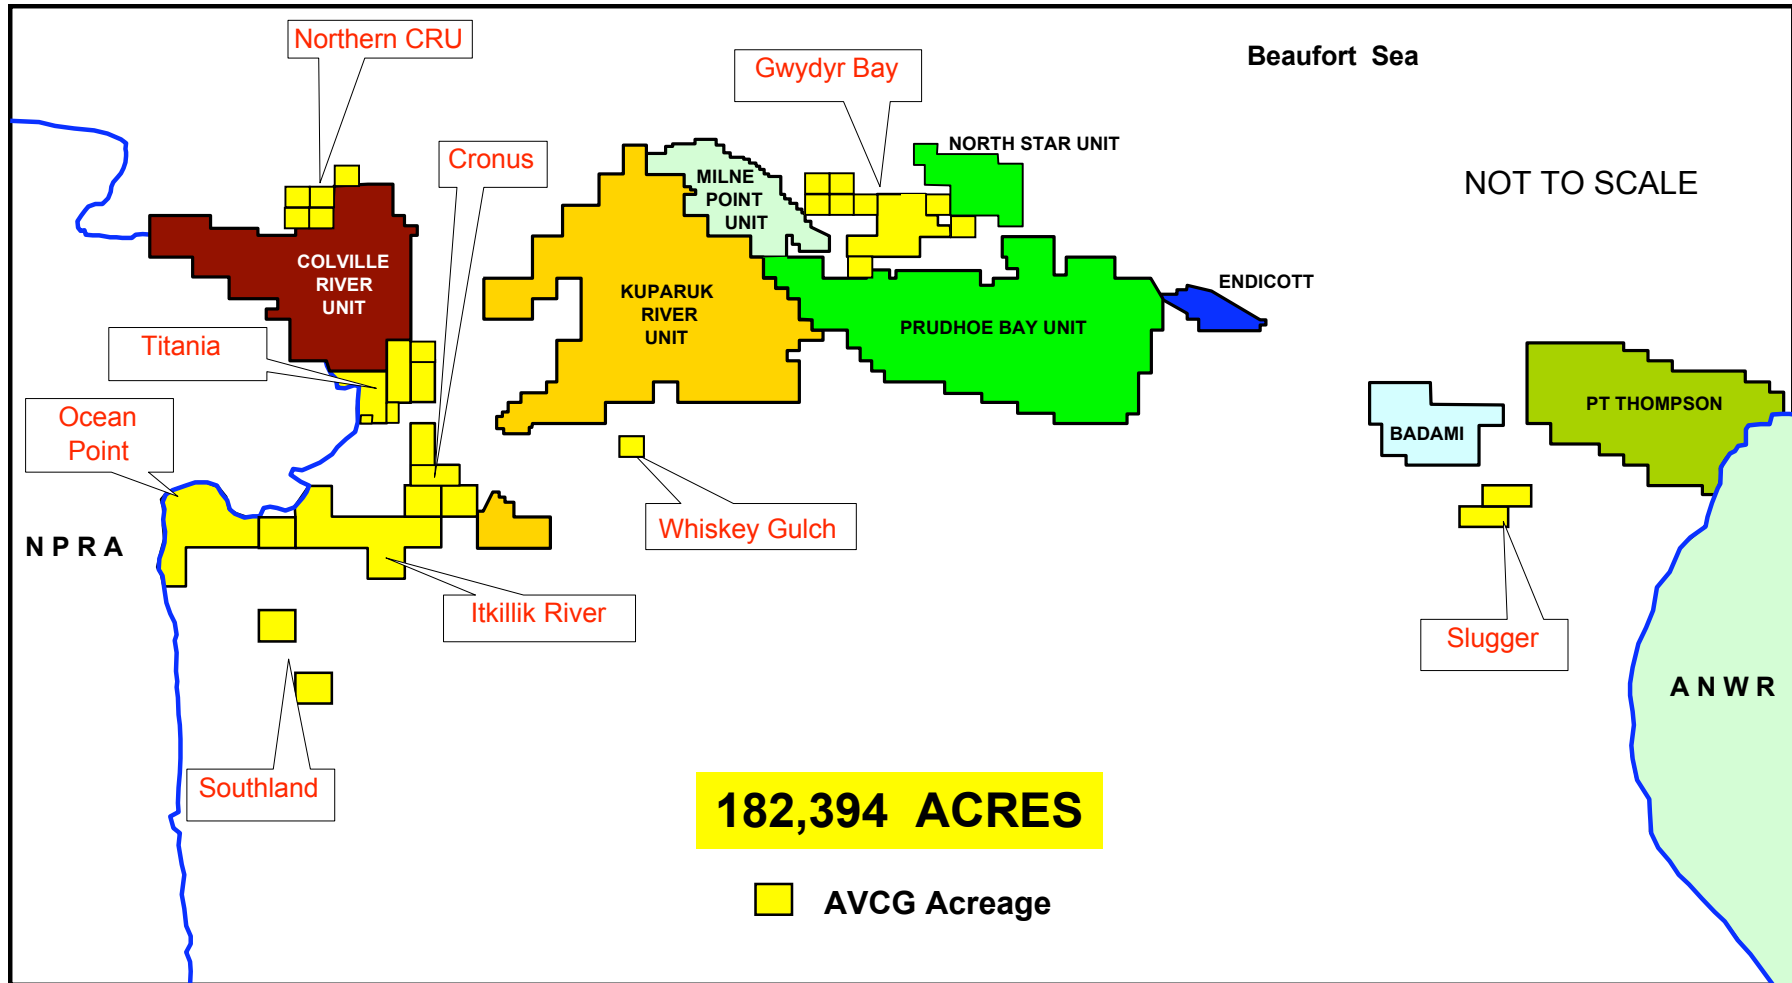 Northern CRU
Beaufort Sea
Gwydyr Bay
Cronus
NORTH STAR UNIT
MILNE
POINT
UNIT
NOT TO SCALE
COLVILLE
RIVER
UNIT
ENDICOTT
KUPARUK
RIVER
UNIT
PRUDHOE BAY UNIT
Titania
Ocean
Point
PT THOMPSON
BADAMI
Whiskey Gulch
N P R A
Itkillik River
Slugger
A N W R
Southland
182,394 ACRES
AVCG Acreage